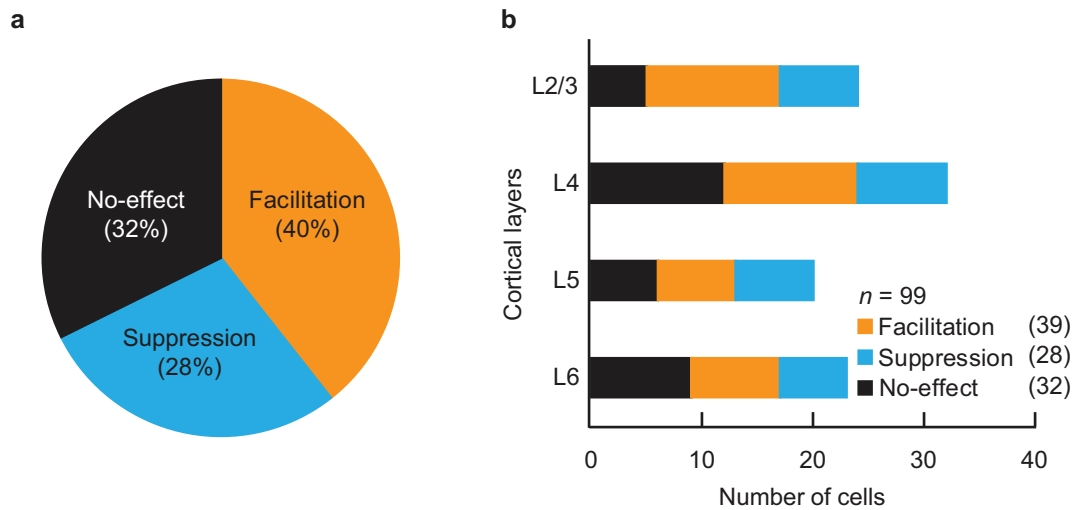 a
No-effect
(32%)
Facilitation
(40%)
Suppression
(28%)
b
Cortical layers
L2/3
L4
L5
L6
n = 99
Facilitation (39)
Suppression (28)
No-effect (32)
0 10 20 30 40
Number of cells